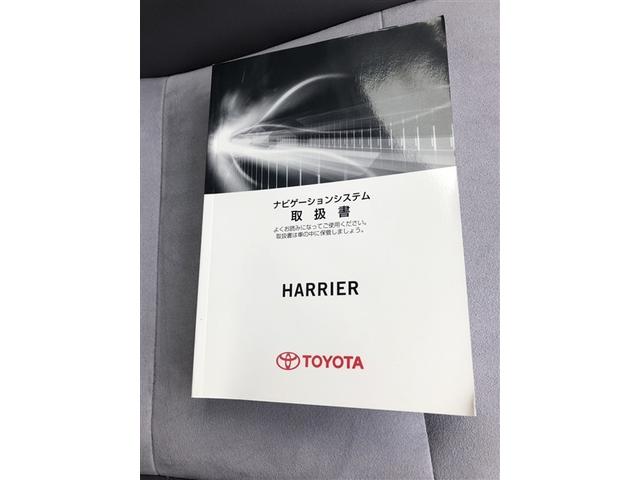 ナビゲーションシステム
取扱書
よくお読みになってご使用ください。
取扱書は車の中に保管しましょう。
HARRIER
TOYOTA